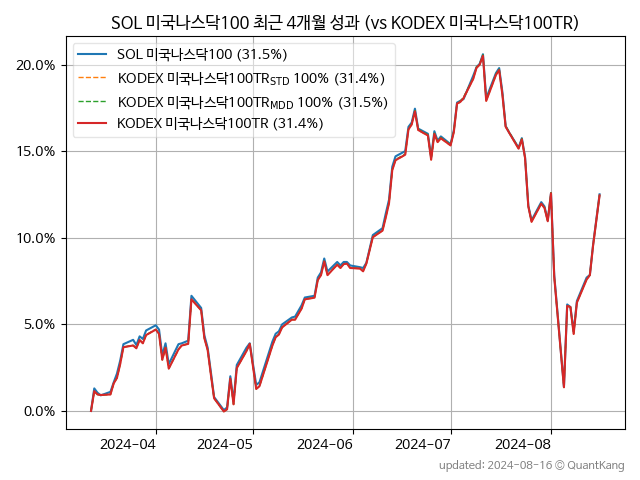 SOL 미국나스닥100 최근 4개월 성과 (vs KODEX 미국나스닥100TR)
SOL 미국나스닥100 (31.5%)
KODEX 미국나스닥100TR_STD 100% (31.4%)
KODEX 미국나스닥100TR_MDD 100% (31.5%)
KODEX 미국나스닥100TR (31.4%)
20.0%
15.0%
10.0%
5.0%
0.0%
2024-04 2024-05 2024-06 2024-07 2024-08
updated: 2024-08-16 © QuantKang